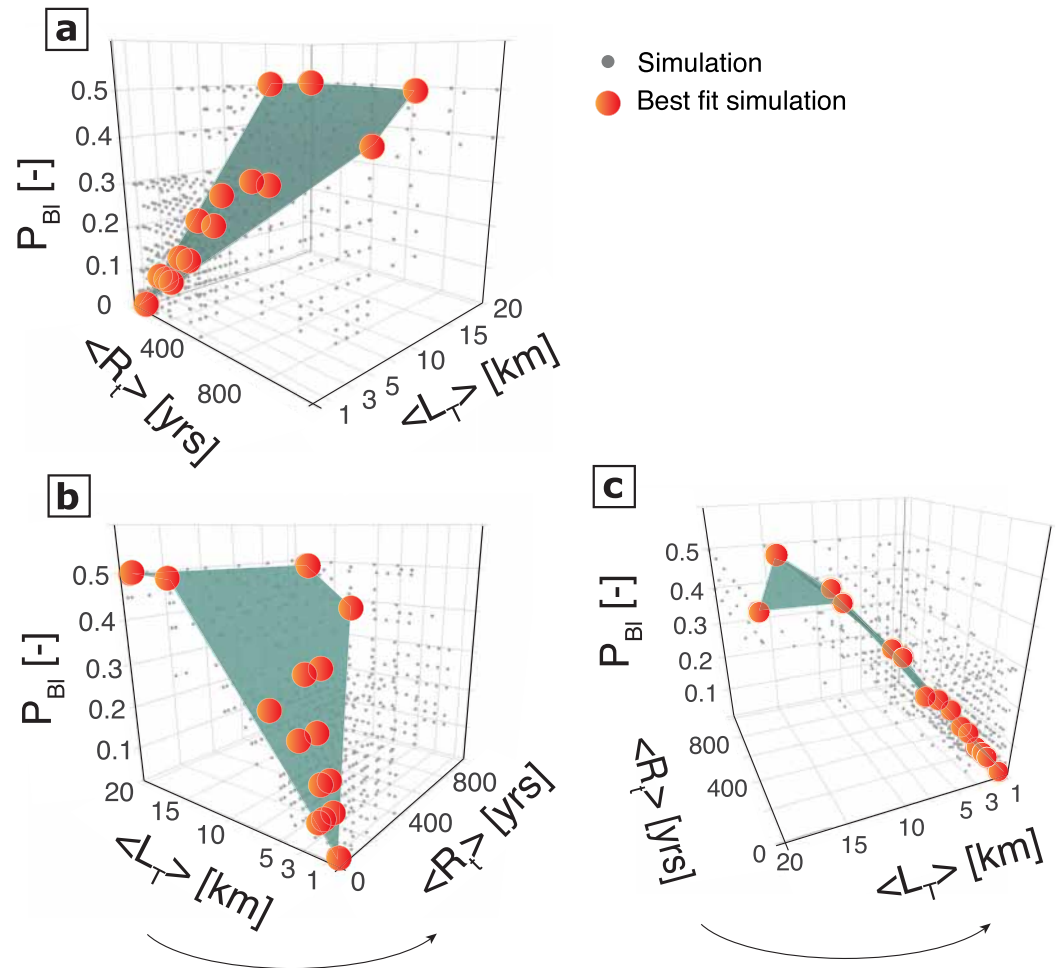 a
Simulation
Best fit simulation
0.5
0.4
0.3
0.2
0.1
0
P_BI [-]
400
800
<R_t> [yrs]
1 3 5 10 15 20
<L_T> [km]
b
0.5
0.4
0.3
0.2
0.1
P_BI [-]
20 15 10 5 3 1
<L_T> [km]
0 400 800
<R_t> [yrs]
c
0.5
0.4
0.3
0.2
0.1
P_BI [-]
800
400
0
<R_t> [yrs]
20 15 10 5 3 1
<L_T> [km]